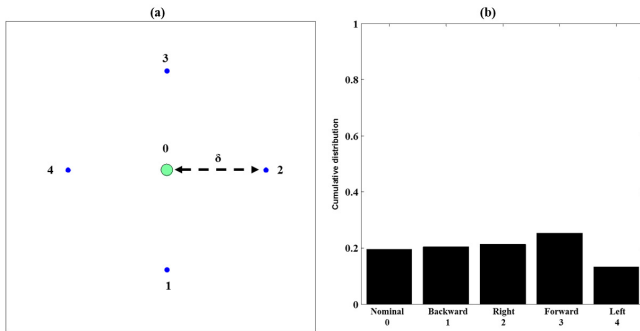 (a)
3
0
δ
4
2
1
(b)
Cumulative distribution
1
0.8
0.6
0.4
0.2
0
Nominal Backward Right Forward Left
0 1 2 3 4